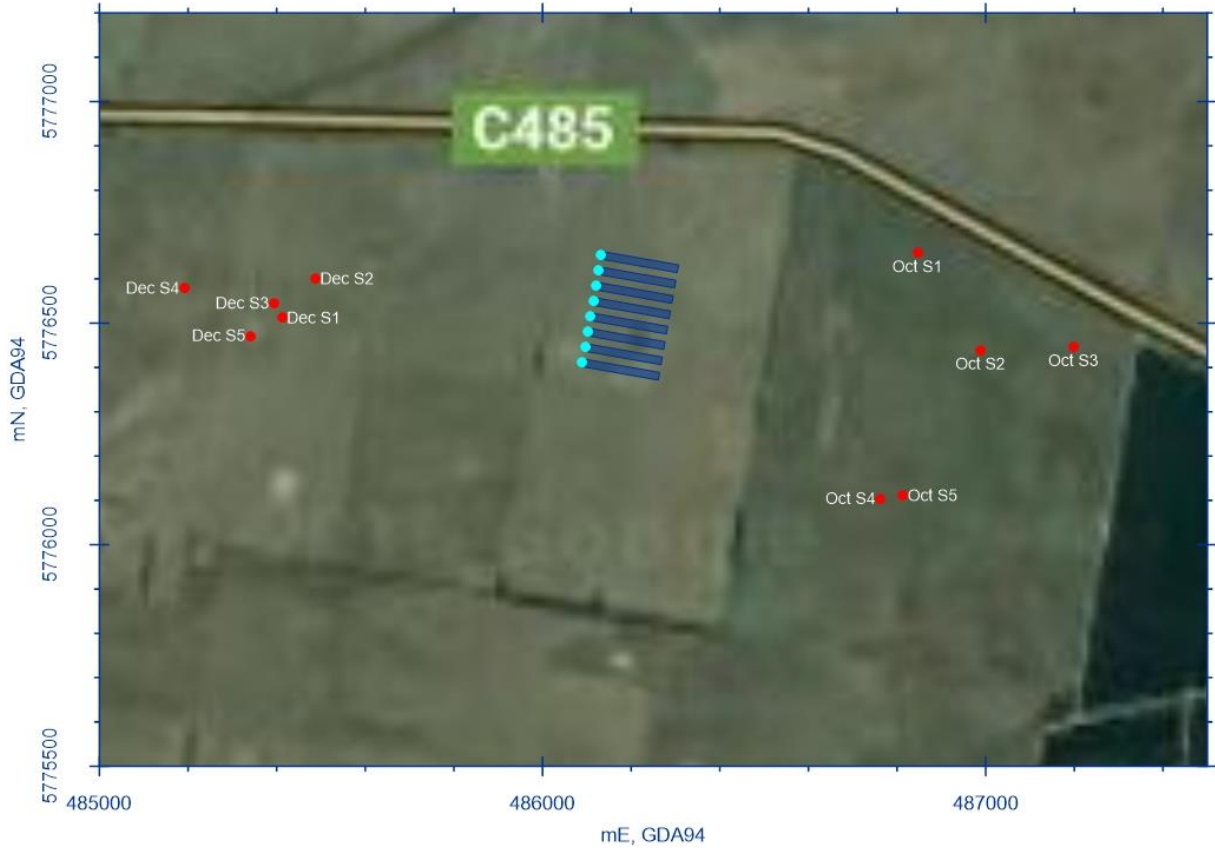 5777000
C485
Dec S4
Dec S2
Dec S3
Dec S1
Dec S5
Oct S1
Oct S2
Oct S3
5776500
Oct S4
Oct S5
5776000
5775500
mN, GDA94
485000
486000
487000
mE, GDA94